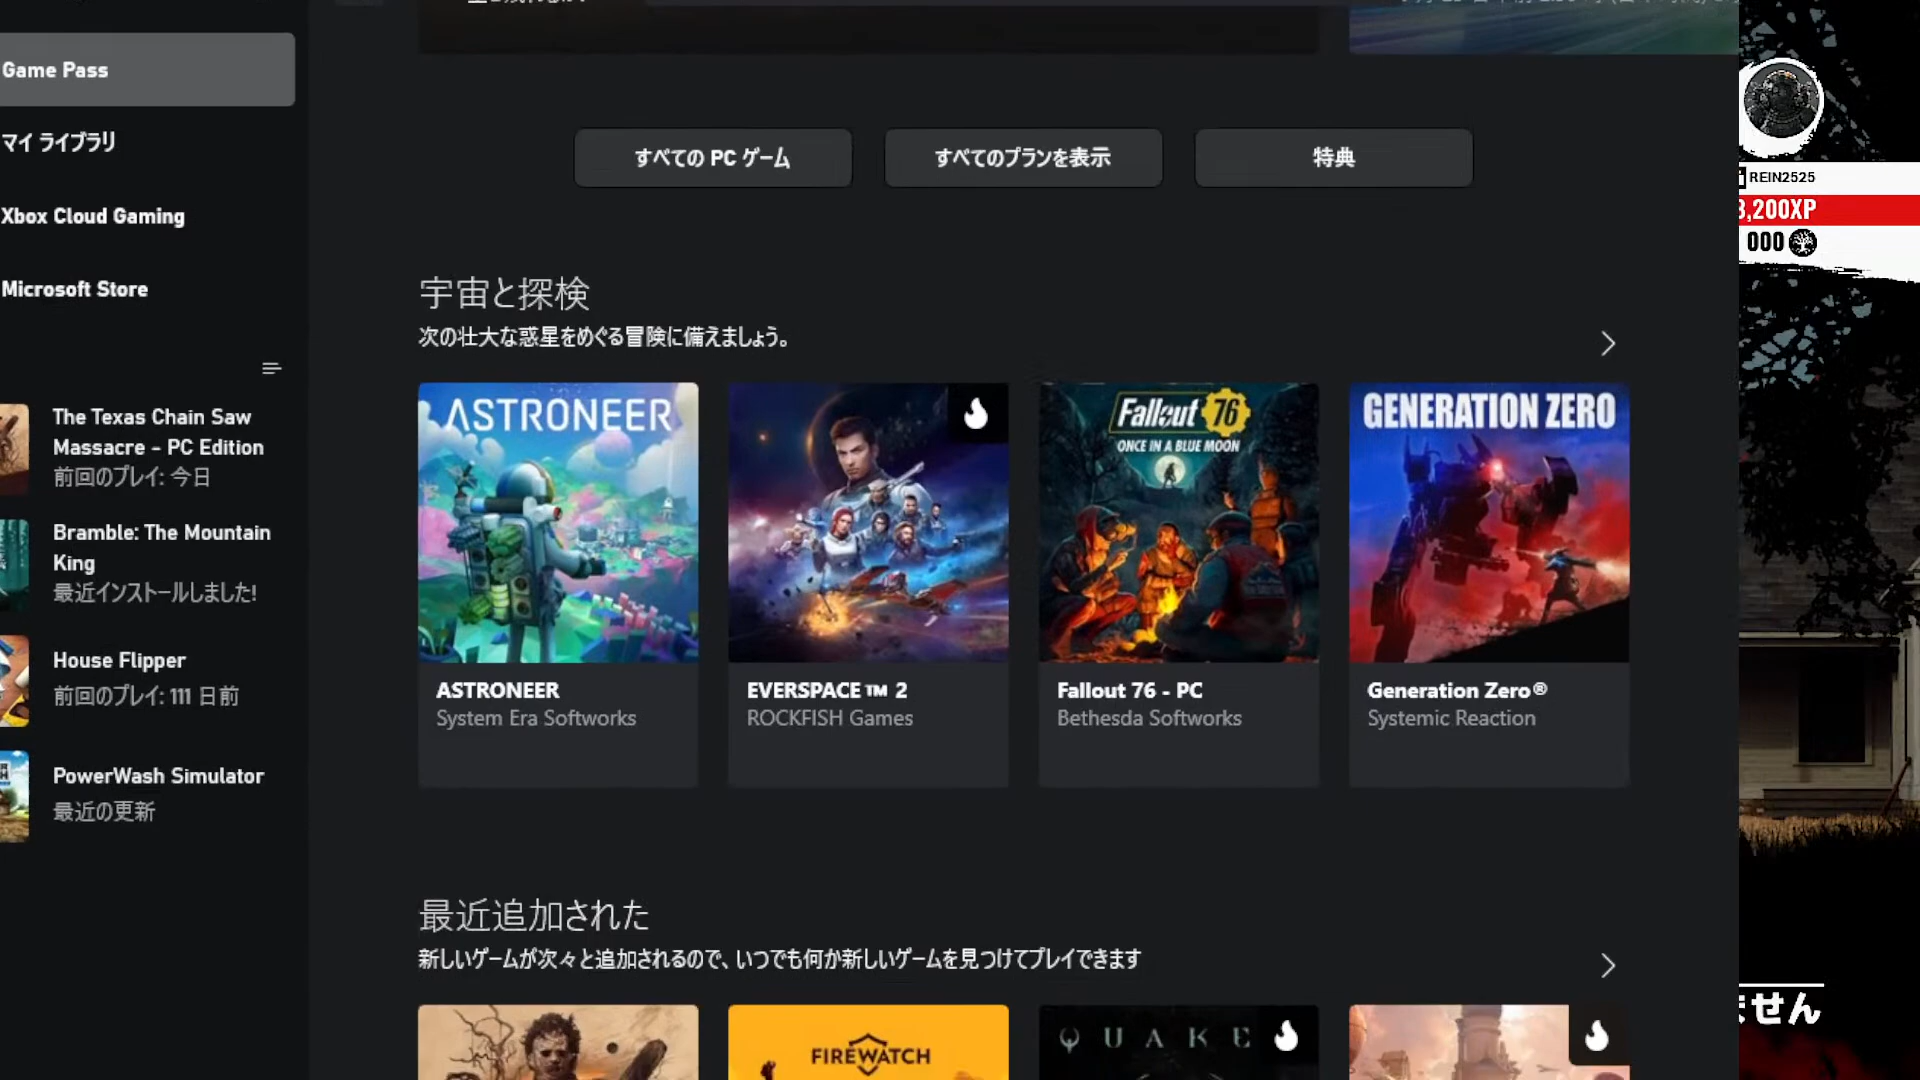 Game Pass
マイ ライブラリ
Xbox Cloud Gaming
Microsoft Store
The Texas Chain Saw
Massacre - PC Edition
前回のプレイ: 今日
Bramble: The Mountain
King
最近インストールしました!
House Flipper
前回のプレイ: 111 日前
PowerWash Simulator
最近の更新
すべての PC ゲーム
すべてのプランを表示
特典
宇宙と探検
次の壮大な惑星をめぐる冒険に備えましょう。
ASTRONEER
Fallout 76
ONCE IN A BLUE MOON
GENERATION ZERO
ASTRONEER
System Era Softworks
EVERSPACE™ 2
ROCKFISH Games
Fallout 76 - PC
Bethesda Softworks
Generation Zero®
Systemic Reaction
最近追加された
新しいゲームが次々と追加されるので、いつでも何か新しいゲームを見つけてプレイできます
FIREWATCH
QUAKE
REIN2525
3,200XP
000
ません